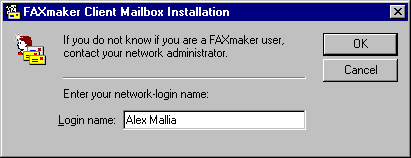 FAXmaker Client Mailbox Installation
If you do not know if you are a FAXmaker user,
contact your network administrator.
OK
Cancel
Enter your network-login name:
Login name: Alex Mallia